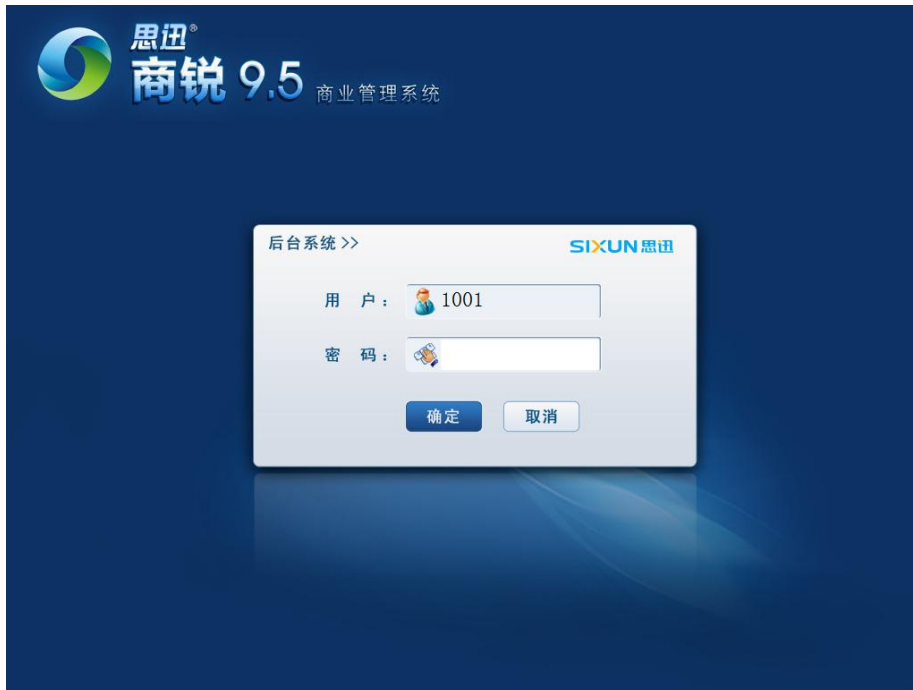 思迅®
商锐 9.5 商业管理系统
后台系统 >> SIXUN思迅
用 户： 1001
密 码：
确定 取消